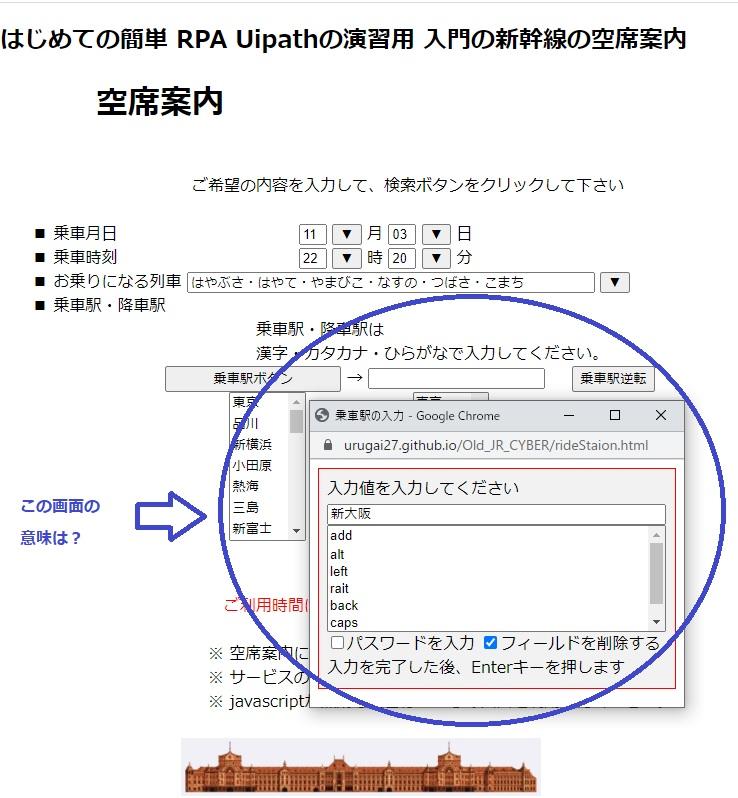 はじめての簡単 RPA Uipathの演習用 入門の新幹線の空席案内
空席案内
ご希望の内容を入力して、検索ボタンをクリックして下さい
■ 乗車月日 11 ▼ 月 03 ▼ 日
■ 乗車時刻 22 ▼ 時 20 ▼ 分
■ お乗りになる列車 はやぶさ・はやて・やまびこ・なすの・つばさ・こまち ▼
■ 乗車駅・降車駅
乗車駅・降車駅は
漢字・カタカナ・ひらがなで入力してください。
乗車駅ボタン → 乗車駅逆転
東京
品川
新横浜
小田原
熱海
三島
新富士
乗車駅の入力 - Google Chrome
urugai27.github.io/Old_JR_CYBER/rideStaion.html
入力値を入力してください
新大阪
add
alt
left
rait
back
caps
パスワードを入力 フィールドを削除する
入力を完了した後、Enterキーを押します
この画面の
意味は？
ご利用時間は
※ 空席案内に
※ サービスの
※ javascriptが